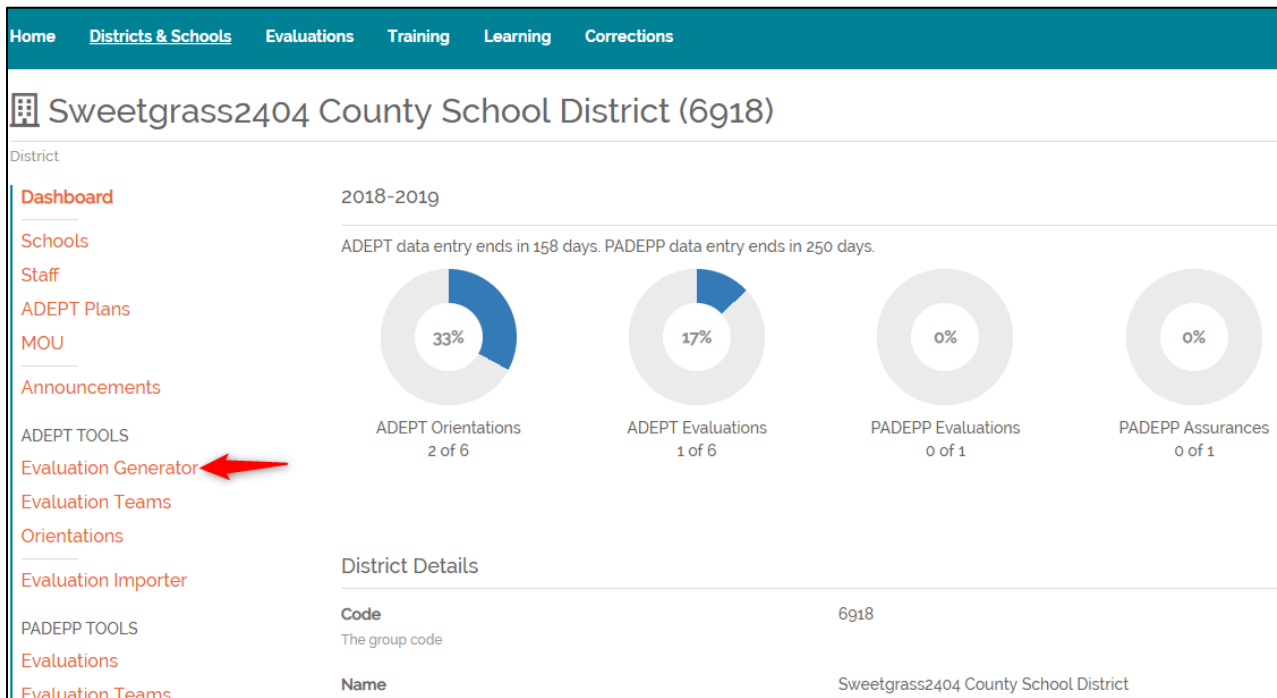 Home Districts & Schools Evaluations Training Learning Corrections
Sweetgrass2404 County School District (6918)
District
Dashboard
Schools
Staff
ADEPT Plans
MOU
Announcements
ADEPT TOOLS
Evaluation Generator
Evaluation Teams
Orientations
Evaluation Importer
PADEPP TOOLS
Evaluations
Evaluation Teams
2018-2019
ADEPT data entry ends in 158 days. PADEPP data entry ends in 250 days.
33% 17% 0% 0%
ADEPT Orientations ADEPT Evaluations PADEPP Evaluations PADEPP Assurances
2 of 6 1 of 6 0 of 1 0 of 1
District Details
Code 6918
The group code
Name Sweetgrass2404 County School District